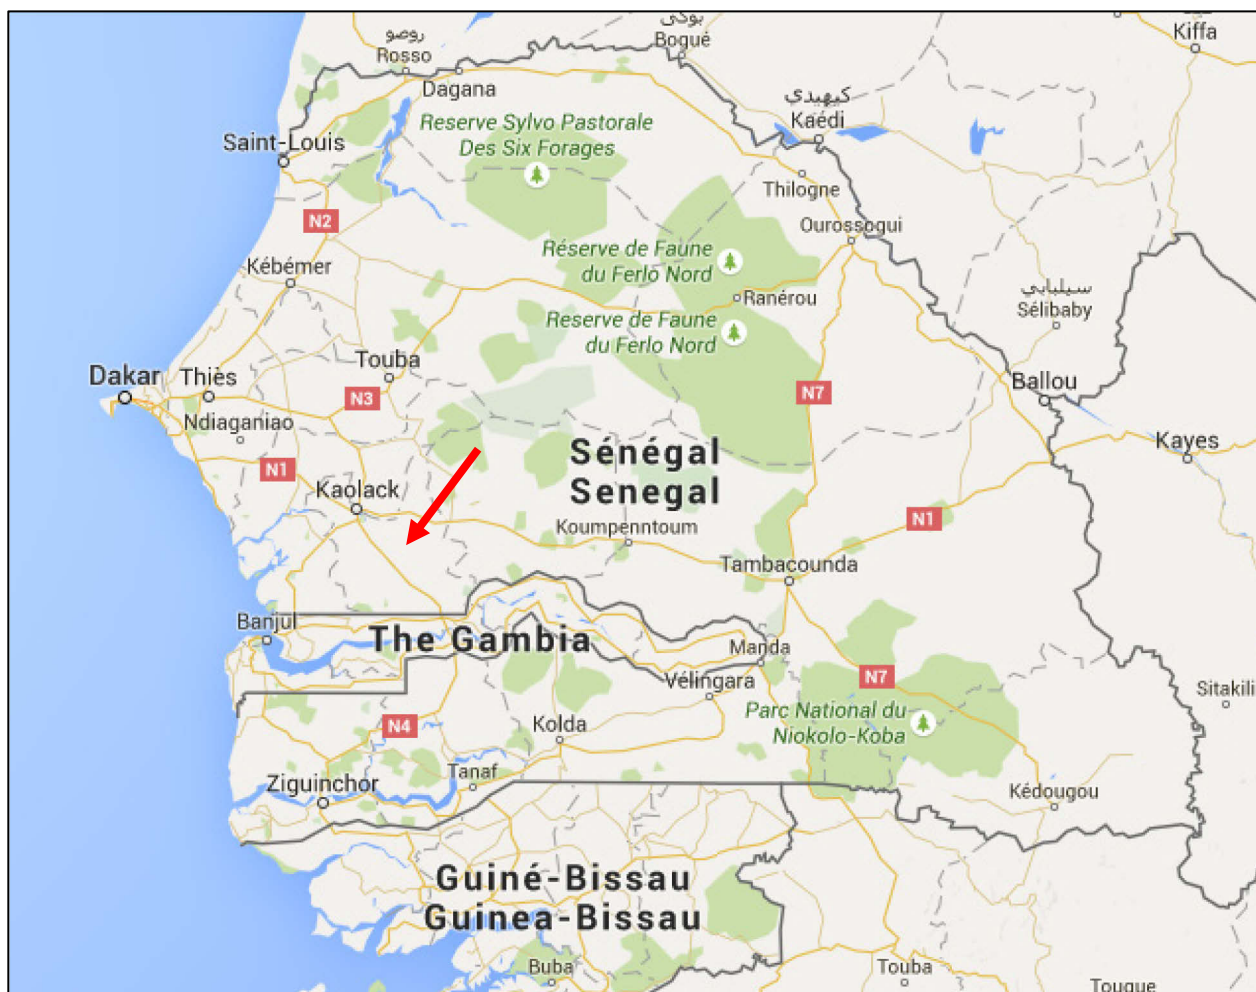 روصو
Rosso
بوكى
Bogué
Kiffa
Dagana
كيهيدي
Kaédi
Reserve Sylvo Pastorale
Des Six Forages
Saint-Louis
Thilogne
N2
Ourossogui
Réserve de Faune
du Ferlo Nord
Kébémer
سيليبابي
Sélibaby
Ranérou
Reserve de Faune
du Ferlo Nord
Touba
Dakar
Thiès
N3
N7
Ballou
Ndiaganiao
Kayes
Sénégal
Senegal
N1
Kaolack
Koumpenntoum
N1
Tambacounda
Banjul
The Gambia
Manda
Vélingara
N7
Sitakili
Parc National du
Niokolo-Koba
N4
Kolda
Tanaf
Ziguinchor
Kédougou
Guiné-Bissau
Guinea-Bissau
Buba
Touba
Tougue